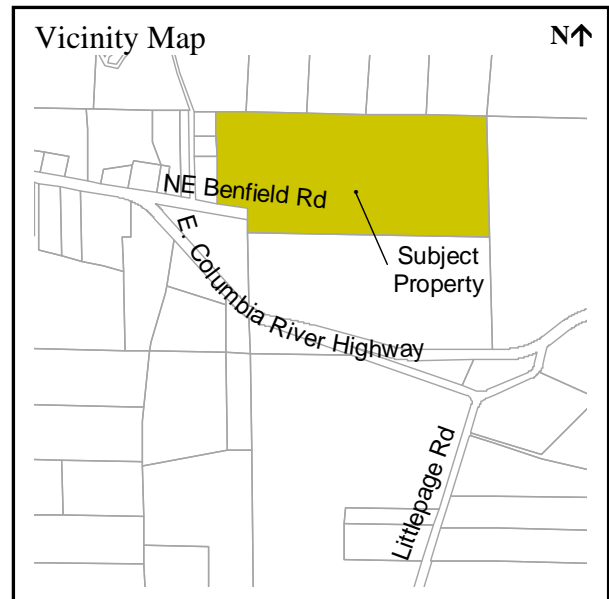 Vicinity Map
N↑
NE Benfield Rd
Subject
Property
E. Columbia River Highway
Littlepage Rd